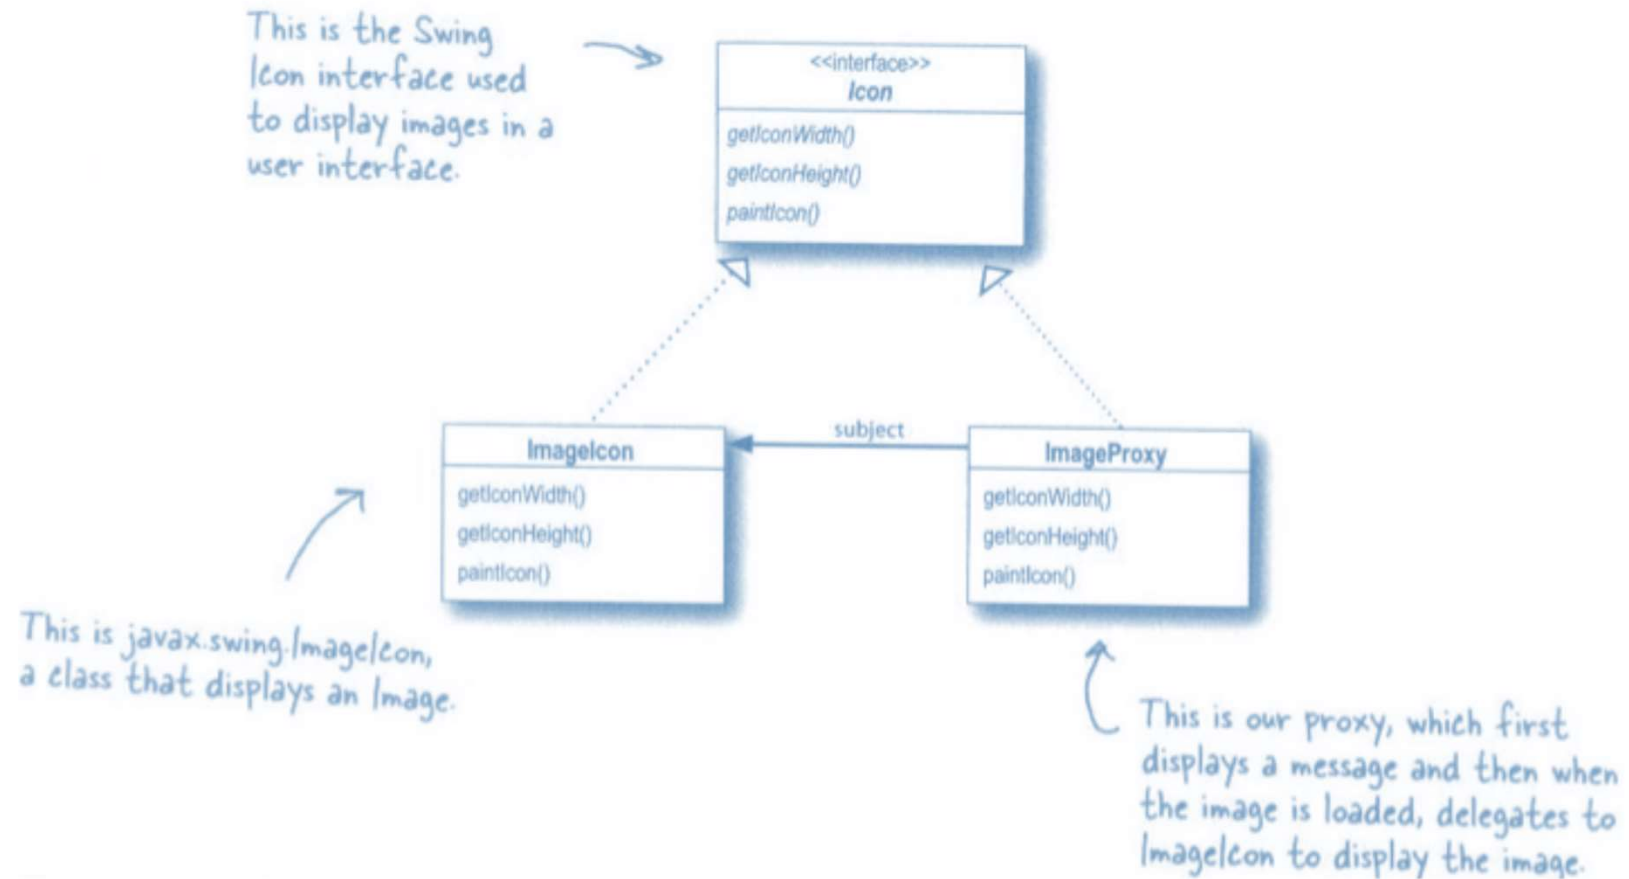 This is the Swing
Icon interface used
to display images in a
user interface.
<<interface>>
Icon
getIconWidth()
getIconHeight()
paintIcon()
subject
ImageIcon
getIconWidth()
getIconHeight()
paintIcon()
ImageProxy
getIconWidth()
getIconHeight()
paintIcon()
This is javax.swing.ImageIcon,
a class that displays an Image.
This is our proxy, which first
displays a message and then when
the image is loaded, delegates to
ImageIcon to display the image.